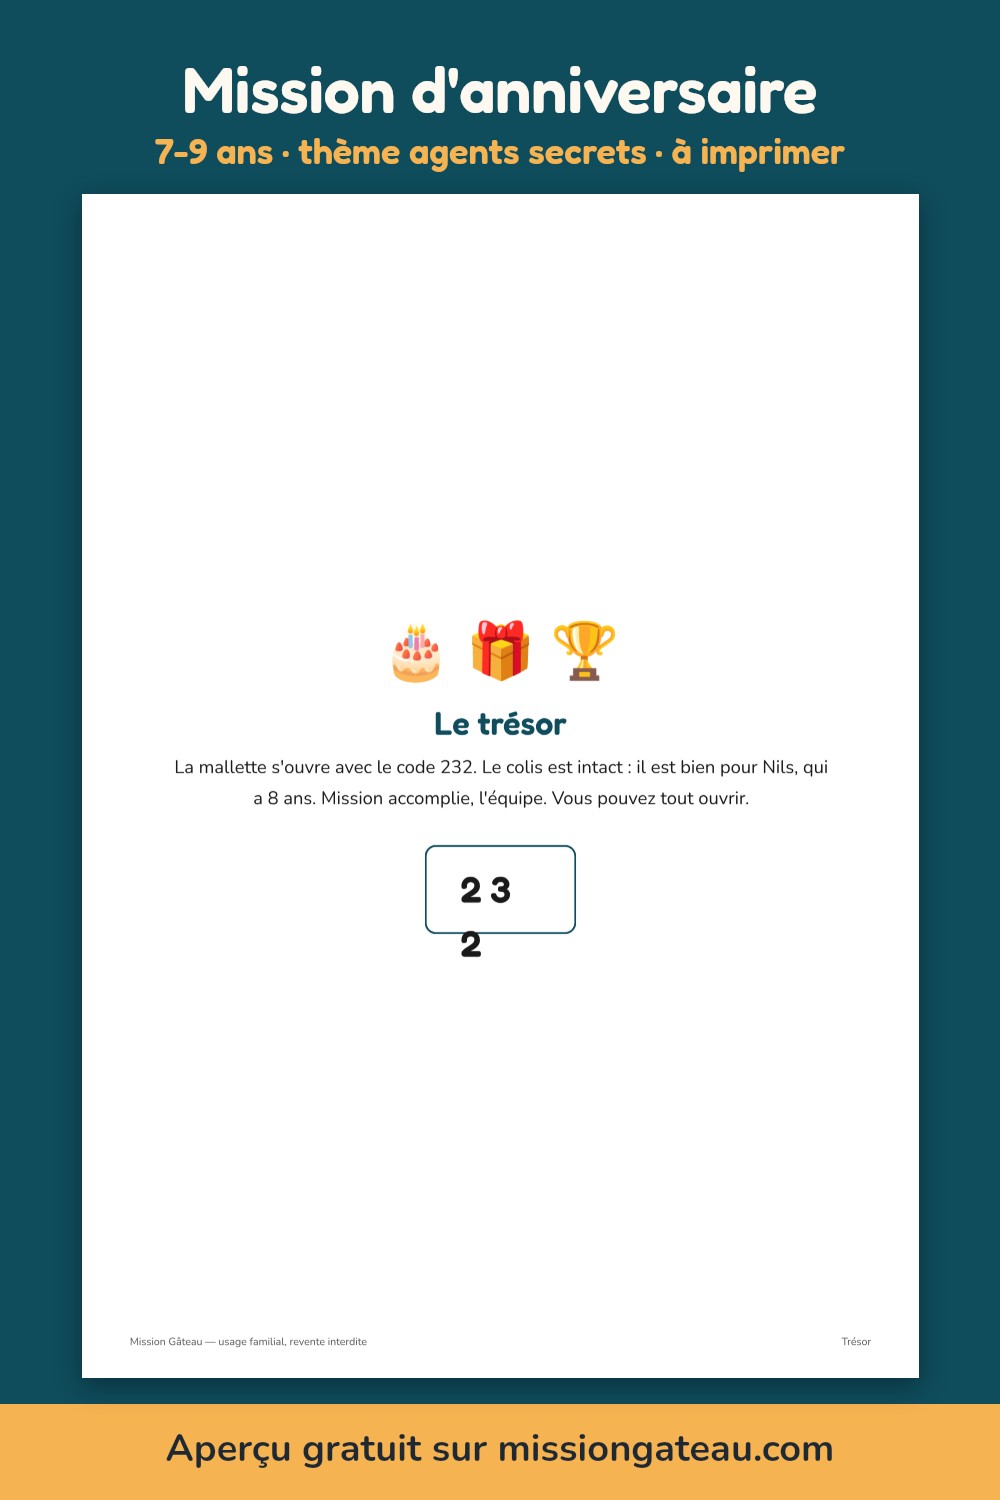 Mission d'anniversaire
7-9 ans · thème agents secrets · à imprimer
Le trésor
La mallette s'ouvre avec le code 232. Le colis est intact : il est bien pour Nils, qui
a 8 ans. Mission accomplie, l'équipe. Vous pouvez tout ouvrir.
2 3
2
Mission Gâteau — usage familial, revente interdite
Trésor
Aperçu gratuit sur missiongateau.com